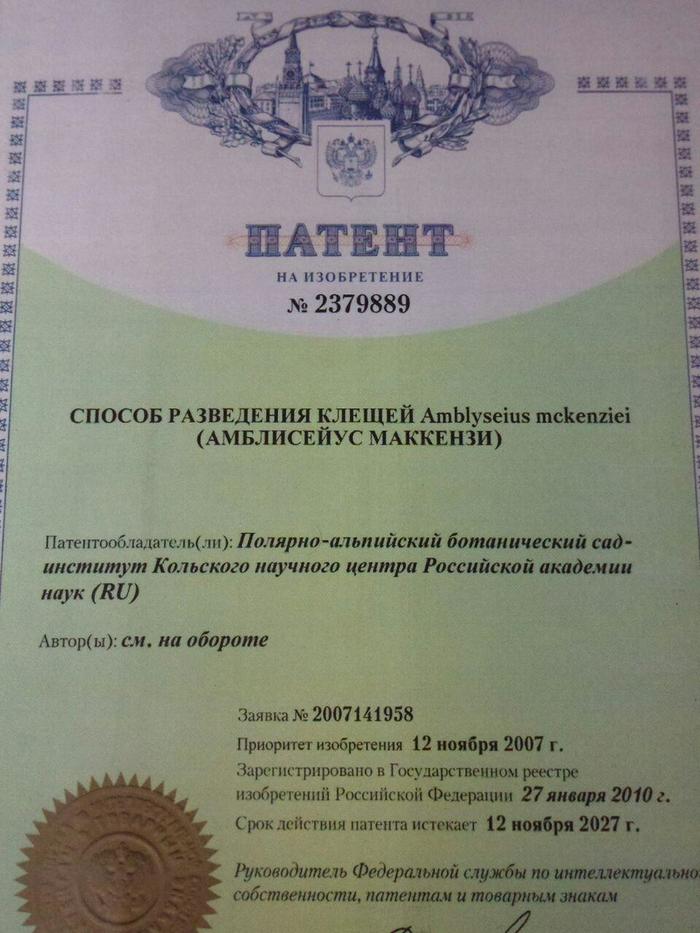 ПАТЕНТ
НА ИЗОБРЕТЕНИЕ
№ 2379889
СПОСОБ РАЗВЕДЕНИЯ КЛЕЩЕЙ Amblyseius mckenziei
(АМБЛИСЕЙУС МАККЕНЗИ)
Патентообладатель(ли): Полярно-альпийский ботанический сад-
институт Кольского научного центра Российской академии
наук (RU)
Автор(ы): см. на обороте
Заявка № 2007141958
Приоритет изобретения 12 ноября 2007 г.
Зарегистрировано в Государственном реестре
изобретений Российской Федерации 27 января 2010 г.
Срок действия патента истекает 12 ноября 2027 г.
Руководитель Федеральной службы по интеллектуально
собственности, патентам и товарным знакам